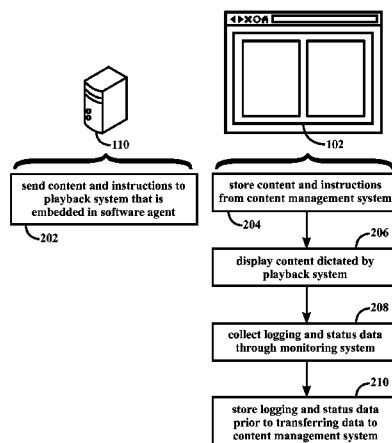 110
102
send content and instructions to
playback system that is
embedded in software agent
202
store content and instructions
from content management system
204
206
display content dictated by
playback system
208
collect logging and status data
through monitoring system
210
store logging and status data
prior to transferring data to
content management system